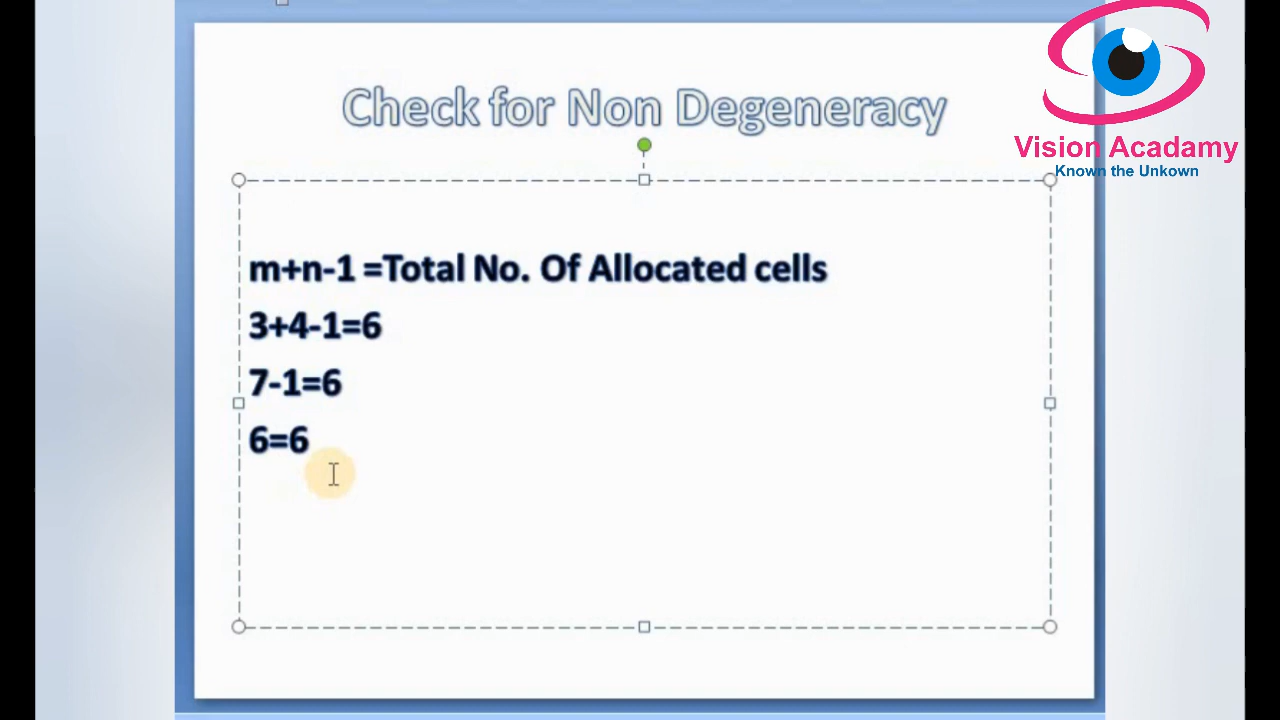 Check for Non Degeneracy
Vision Acadamy
Known the Unkown
m+n-1 =Total No. Of Allocated cells
3+4-1=6
7-1=6
6=6